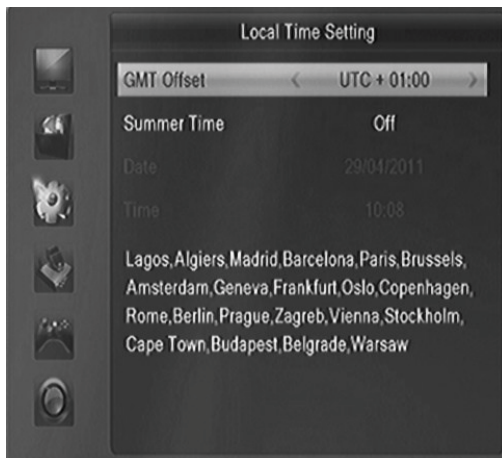 Local Time Setting
GMT Offset < UTC + 01:00 >
Summer Time Off
Date 29/04/2011
Time 10:08
Lagos,Algiers,Madrid,Barcelona,Paris,Brussels,
Amsterdam,Geneva,Frankfurt,Oslo,Copenhagen,
Rome,Berlin,Prague,Zagreb,Vienna,Stockholm,
Cape Town,Budapest,Belgrade,Warsaw